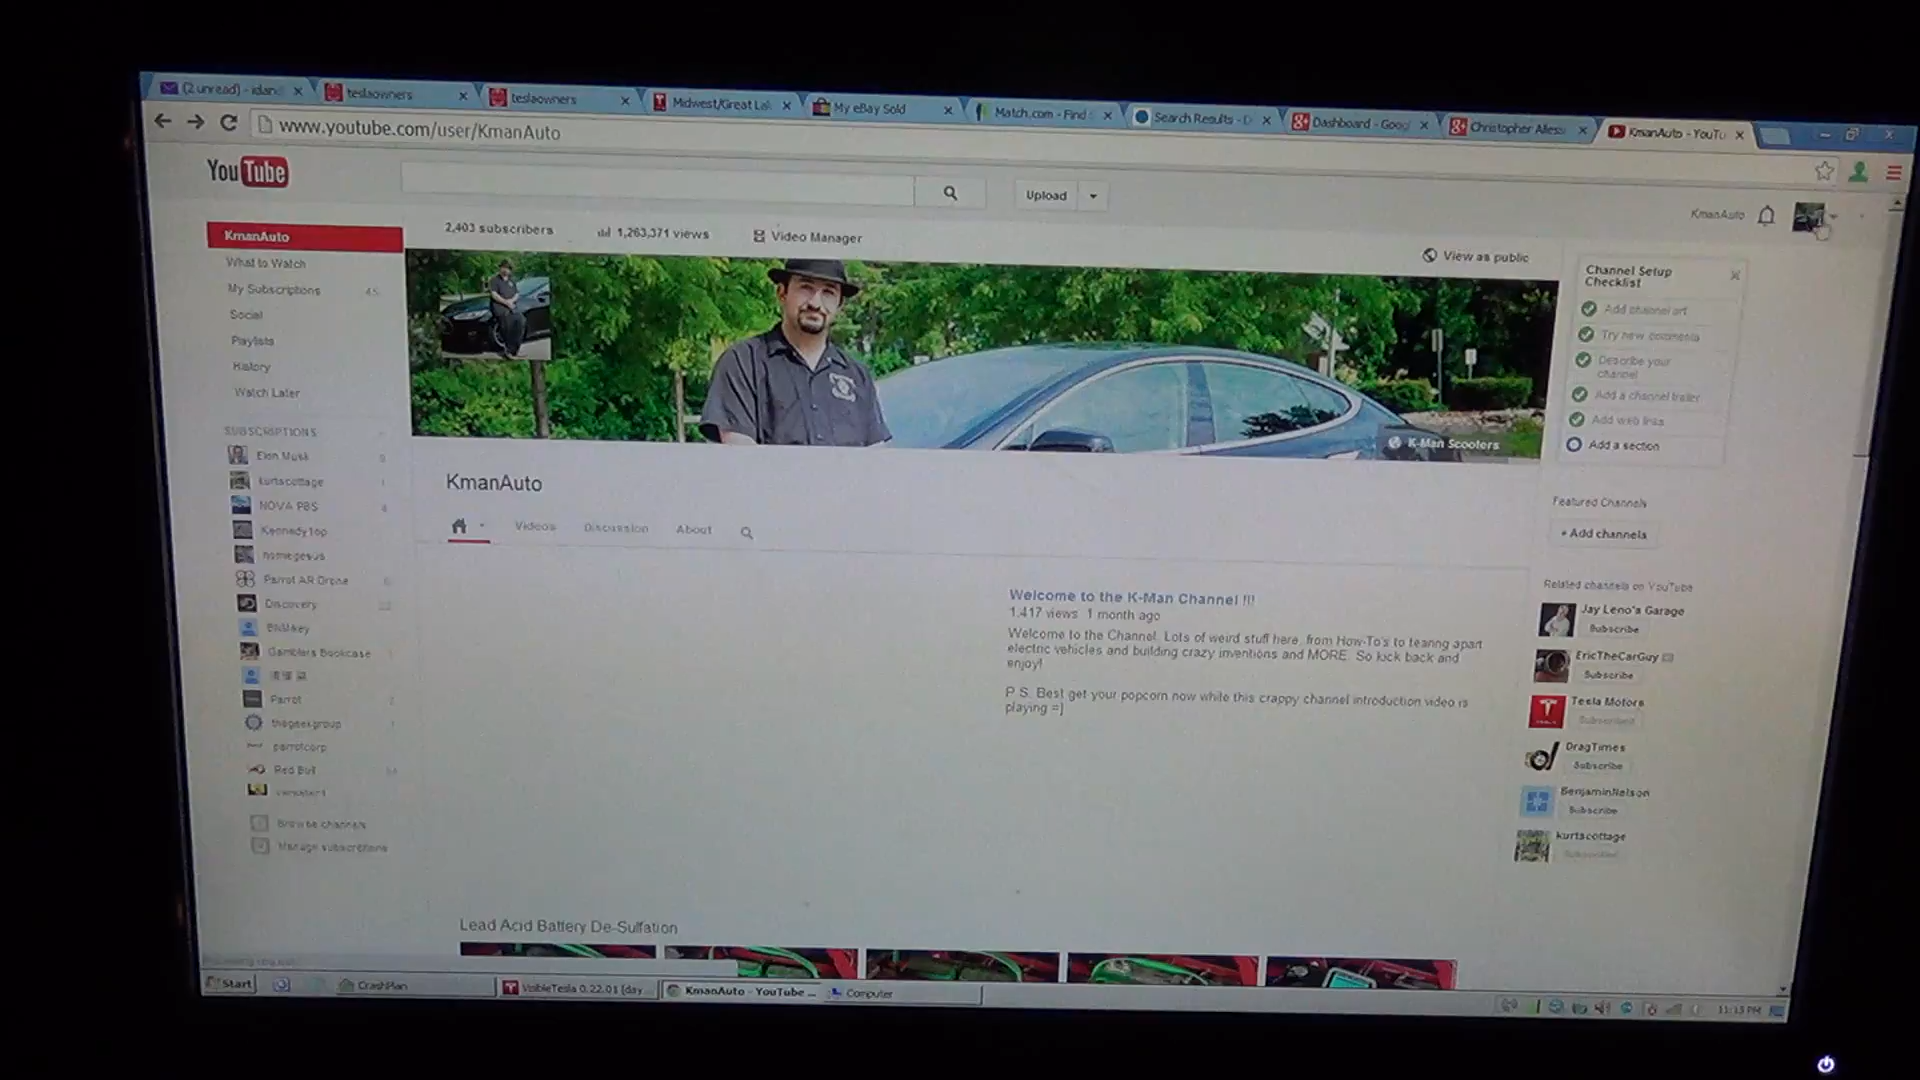 (2 unread) -
teslaowners
teslaowners
Midwest/Great La
My eBay Sold
Match.com - Find
Search Results - D
Dashboard - Goog
Christopher Alless
KmanAuto - YouTu
www.youtube.com/user/KmanAuto
YouTube
Upload
KmanAuto
KmanAuto
2,403 subscribers
1,263,371 views
Video Manager
View as public
What to Watch
My Subscriptions 45
Social
Playlists
History
Watch Later
SUBSCRIPTIONS
Elon Musk
kurtscottage
NOVA PBS
Kennedy1op
Parrot AR.Drone
Discovery
Gamblers Bookcase
Parrot
thegeekgroup
parrotcorp
Red Bull
Browse channels
Manage subscriptions
K-Man Scooters
KmanAuto
Videos
Discussion
About
Welcome to the K-Man Channel !!!
1,417 views 1 month ago
Welcome to the Channel. Lots of weird stuff here, from How-To's to tearing apart
electric vehicles and building crazy inventions and MORE. So kick back and
enjoy!
P.S. Best get your popcorn now while this crappy channel introduction video is
playing =]
Lead Acid Battery De-Sulfation
Channel Setup
Checklist
Add channel art
Try new comments
Describe your
channel
Add a channel trailer
Add web links
Add a section
Featured Channels
+ Add channels
Related channels on YouTube
Jay Leno's Garage
Subscribe
EricTheCarGuy
Subscribe
Tesla Motors
Subscribed
DragTimes
Subscribe
BenjaminNelson
Subscribe
kurtscottage
Subscribed
Start
CrashPlan
VisibleTesla 0.22.01 [day...
KmanAuto - YouTube ...
Computer
11:15 PM